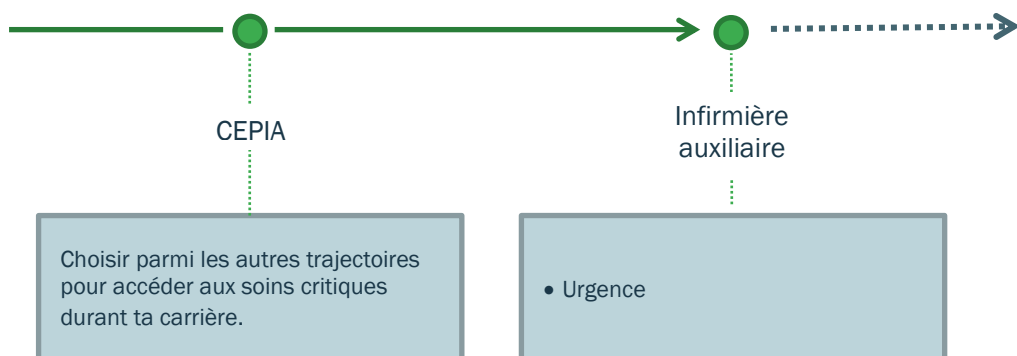 CEPIA
Infirmière
auxiliaire
Choisir parmi les autres trajectoires
pour accéder aux soins critiques
durant ta carrière.
• Urgence